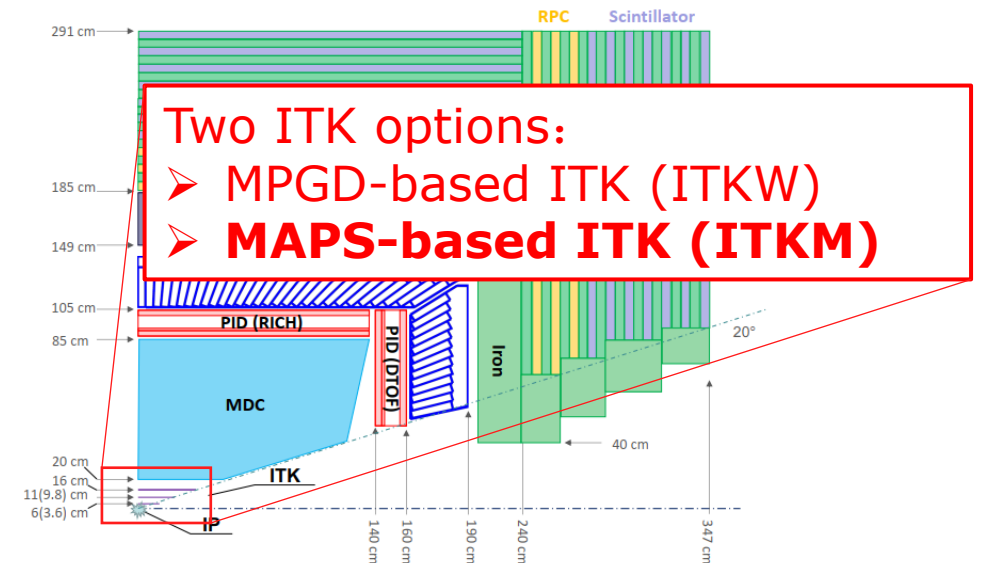 RPC Scintillator
291 cm
Two ITK options：
➢ MPGD-based ITK (ITKW)
➢ MAPS-based ITK (ITKM)
185 cm
149 cm
105 cm
PID (RICH)
85 cm
PID (DTOF)
Iron
20°
MDC
40 cm
20 cm
16 cm
ITK
11(9.8) cm
6(3.6) cm
IP
140 cm
160 cm
190 cm
240 cm
347 cm